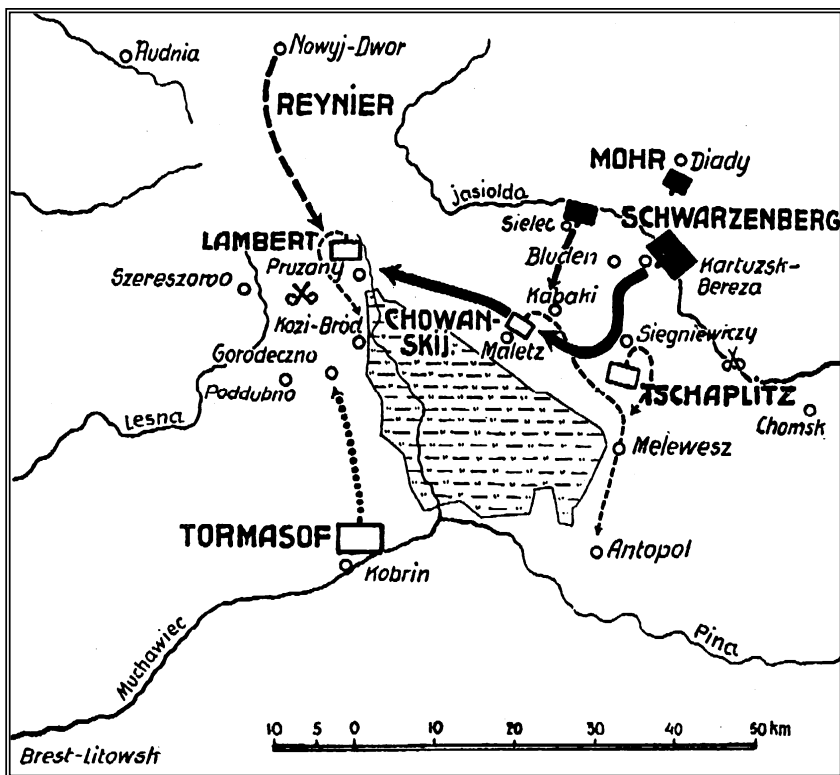 Rudnia
Nowyj-Dwor
REYNIER
MOHR
Diady
jasiolda
SCHWARZENBERG
LAMBERT
Sielec
Pruzany
Bluden
Kartuzsk-
Bereza
Szereszowo
Kabaki
Kozi-Bród
CHOWAN-
SKIJ
Maletz
Siegniewiczy
Gorodeczno
TSCHAPLITZ
Poddubno
Lesna
Chomsk
Melewesz
TORMASOF
Antopol
Kobrin
Muchawiec
Pina
10 5 0 10 20 30 40 50 km
Brest-Litowsk